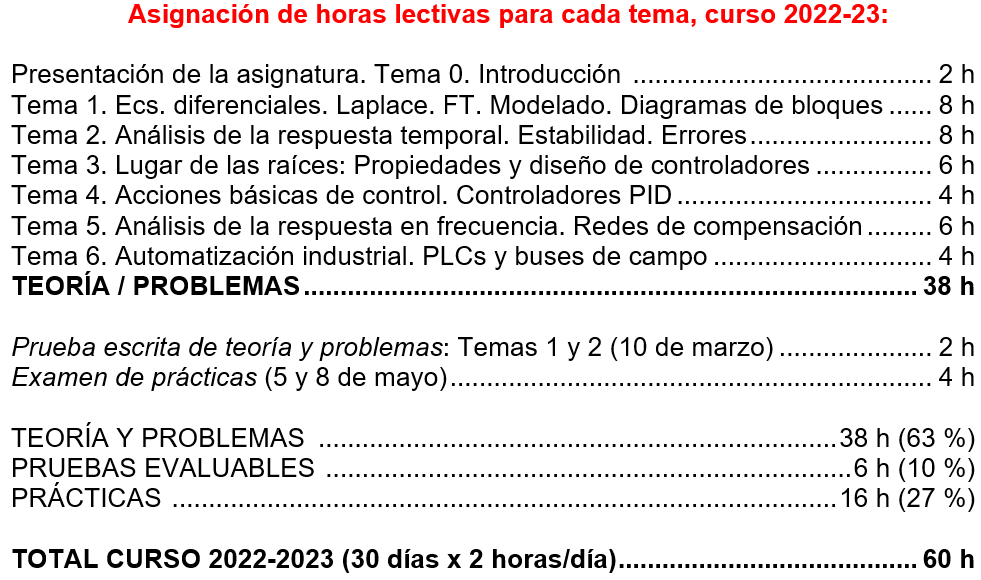 Asignación de horas lectivas para cada tema, curso 2022-23:
Presentación de la asignatura. Tema 0. Introducción ........................................ 2 h
Tema 1. Ecs. diferenciales. Laplace. FT. Modelado. Diagramas de bloques ...... 8 h
Tema 2. Análisis de la respuesta temporal. Estabilidad. Errores......................... 8 h
Tema 3. Lugar de las raíces: Propiedades y diseño de controladores ................ 6 h
Tema 4. Acciones básicas de control. Controladores PID .................................. 4 h
Tema 5. Análisis de la respuesta en frecuencia. Redes de compensación ......... 6 h
Tema 6. Automatización industrial. PLCs y buses de campo ............................. 4 h
TEORÍA / PROBLEMAS................................................................................... 38 h
Prueba escrita de teoría y problemas: Temas 1 y 2 (10 de marzo) ..................... 2 h
Examen de prácticas (5 y 8 de mayo)................................................................. 4 h
TEORÍA Y PROBLEMAS ......................................................................38 h (63 %)
PRUEBAS EVALUABLES ......................................................................6 h (10 %)
PRÁCTICAS .........................................................................................16 h (27 %)
TOTAL CURSO 2022-2023 (30 días x 2 horas/día)........................................ 60 h